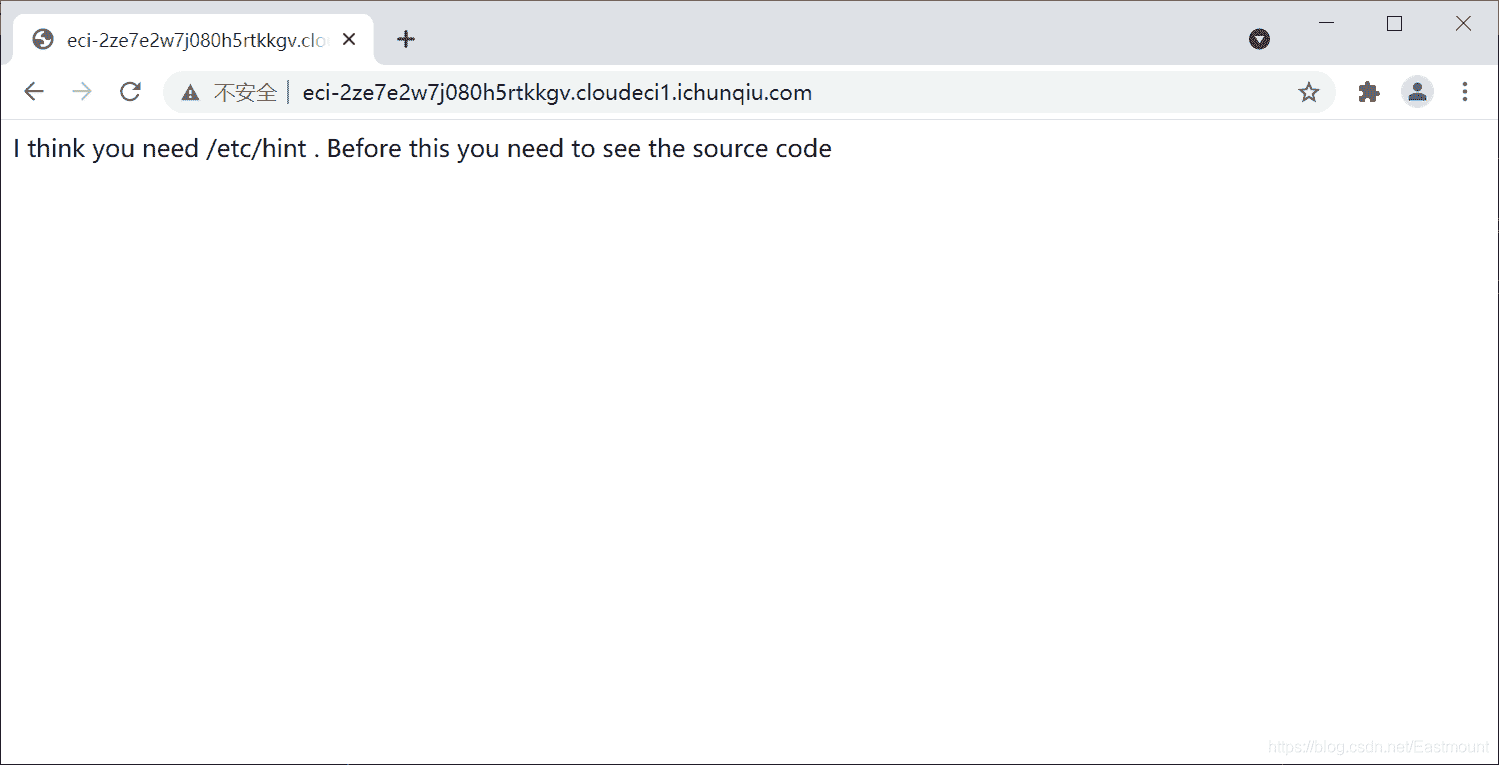 eci-2ze7e2w7j080h5rtkkgv.clo
不安全 eci-2ze7e2w7j080h5rtkkgv.cloudeci1.ichunqiu.com
I think you need /etc/hint . Before this you need to see the source code
https://blog.csdn.net/Eastmount